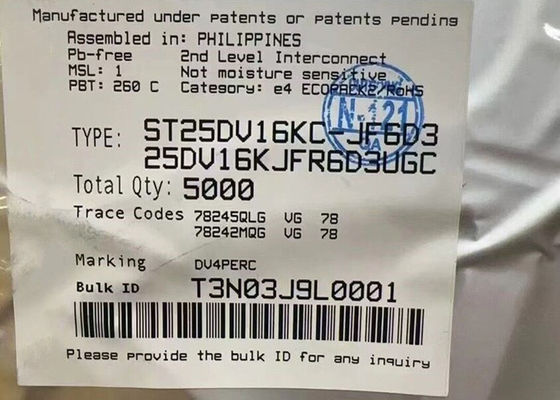 Manufactured under patents or patents pending
Assembled in: PHILIPPINES
Pb-free 2nd Level Interconnect
MSL: 1 Not moisture sensitive
PBT: 260 C Category: e4 ECOPACK2/RoHS
N. 121
QA
TYPE: ST25DV16KC-JF6D3
25DV16KJFR6D3UGC
Total Qty: 5000
Trace Codes 78245QLG VG 78
78242MQG VG 78
Marking DV4PERC
Bulk ID T3N03J9L0001
Please provide the bulk ID for any inquiry